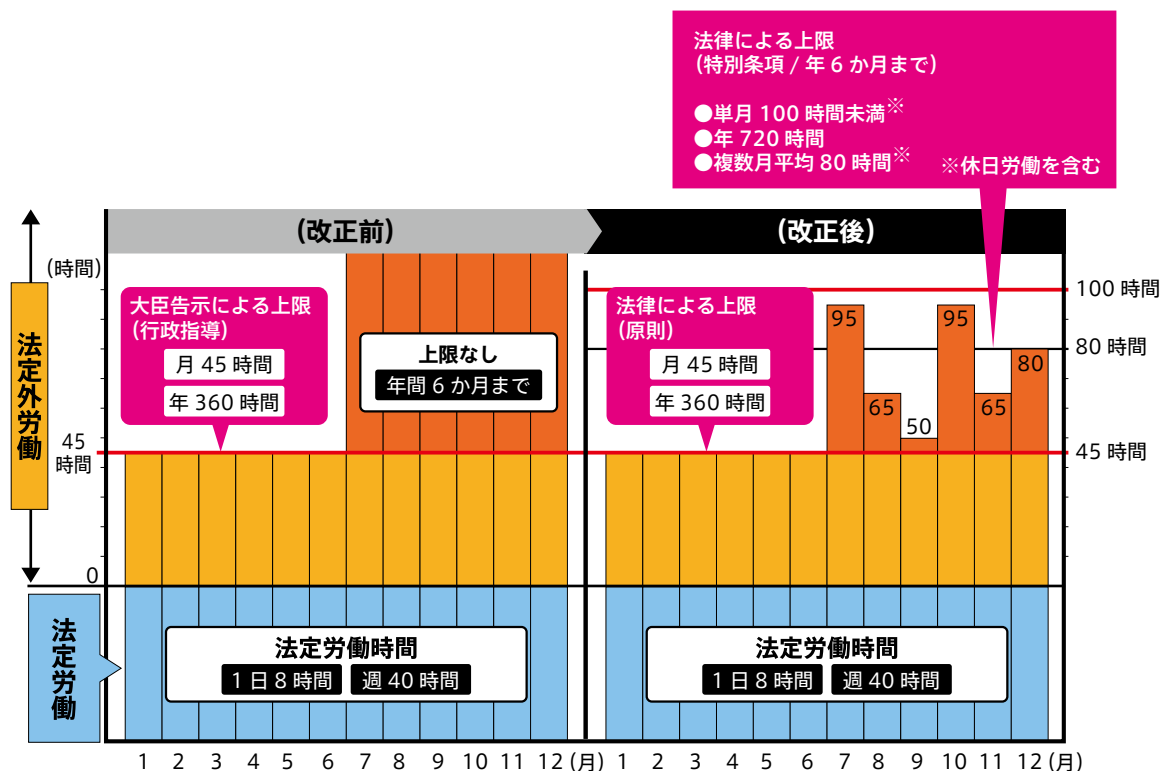 法律による上限
(特別条項 / 年 6 か月まで)
●単月 100 時間未満※
●年 720 時間
●複数月平均 80 時間※ ※休日労働を含む
(改正前)
(改正後)
(時間)
法定外労働
45
時間
0
大臣告示による上限
(行政指導)
月 45 時間
年 360 時間
上限なし
年間 6 か月まで
法律による上限
(原則)
月 45 時間
年 360 時間
95
65
50
95
65
80
100 時間
80 時間
45 時間
法定労働
法定労働時間
1 日 8 時間 週 40 時間
法定労働時間
1 日 8 時間 週 40 時間
1 2 3 4 5 6 7 8 9 10 11 12 (月)
1 2 3 4 5 6 7 8 9 10 11 12 (月)